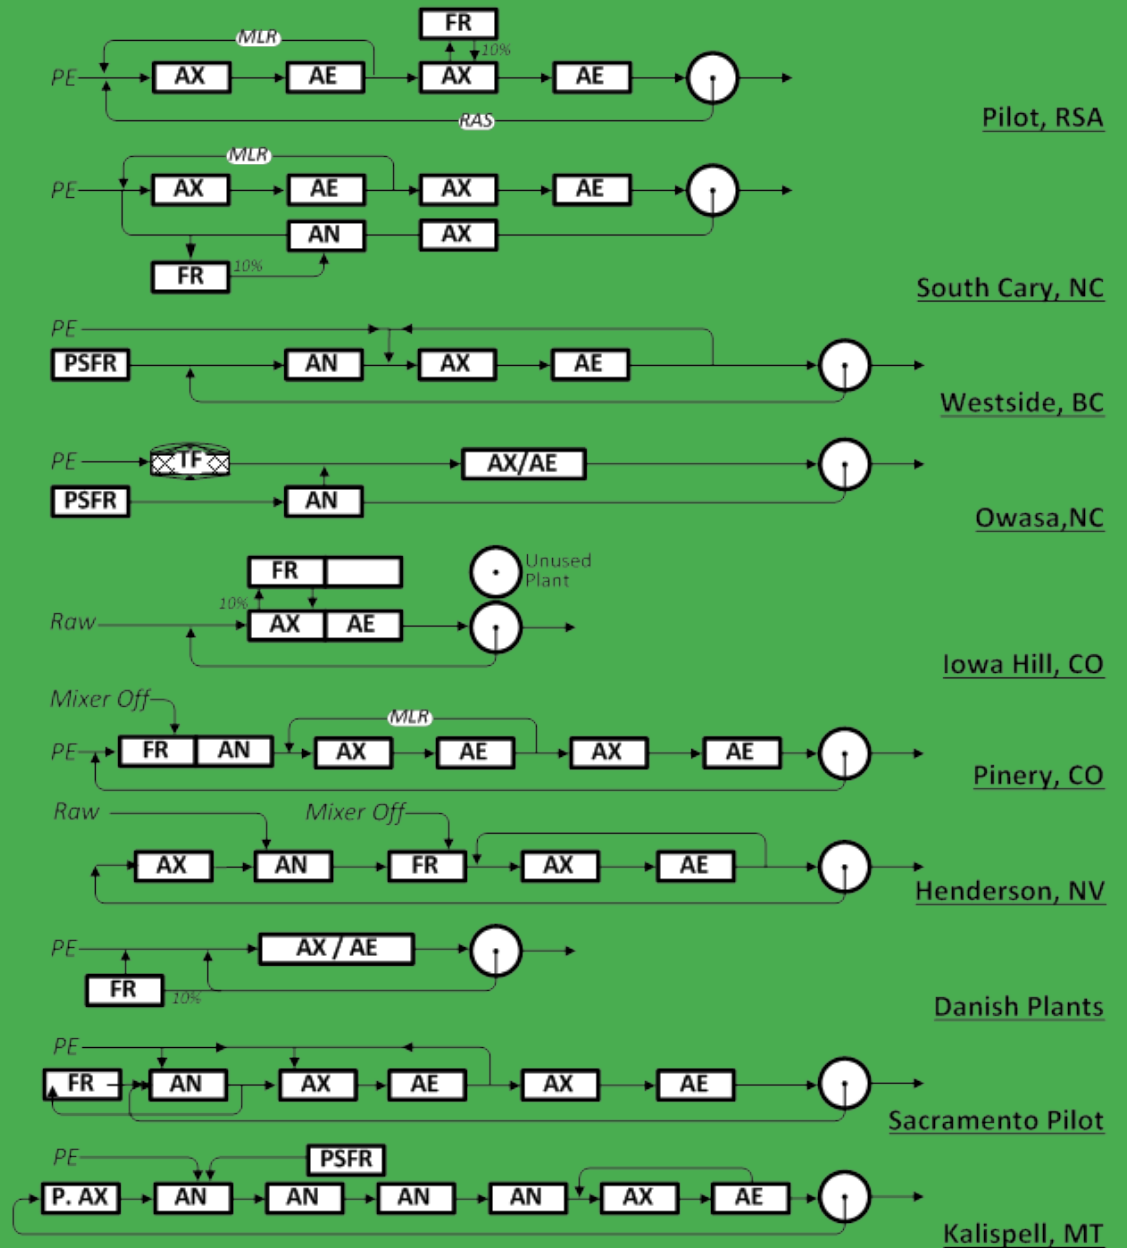 FR
MLR
10%
PE AX AE AX AE
RAS
Pilot, RSA
MLR
PE AX AE AX AE
AN AX
FR 10%
South Cary, NC
PE
PSFR AN AX AE
Westside, BC
PE TF AX/AE
PSFR AN
Owasa,NC
FR Unused
Plant
10%
Raw AX AE
Iowa Hill, CO
Mixer Off
MLR
PE FR AN AX AE AX AE
Pinery, CO
Raw Mixer Off
AX AN FR AX AE
Henderson, NV
PE AX / AE
FR 10%
Danish Plants
PE
FR AN AX AE AX AE
Sacramento Pilot
PE PSFR
P. AX AN AN AN AN AX AE
Kalispell, MT